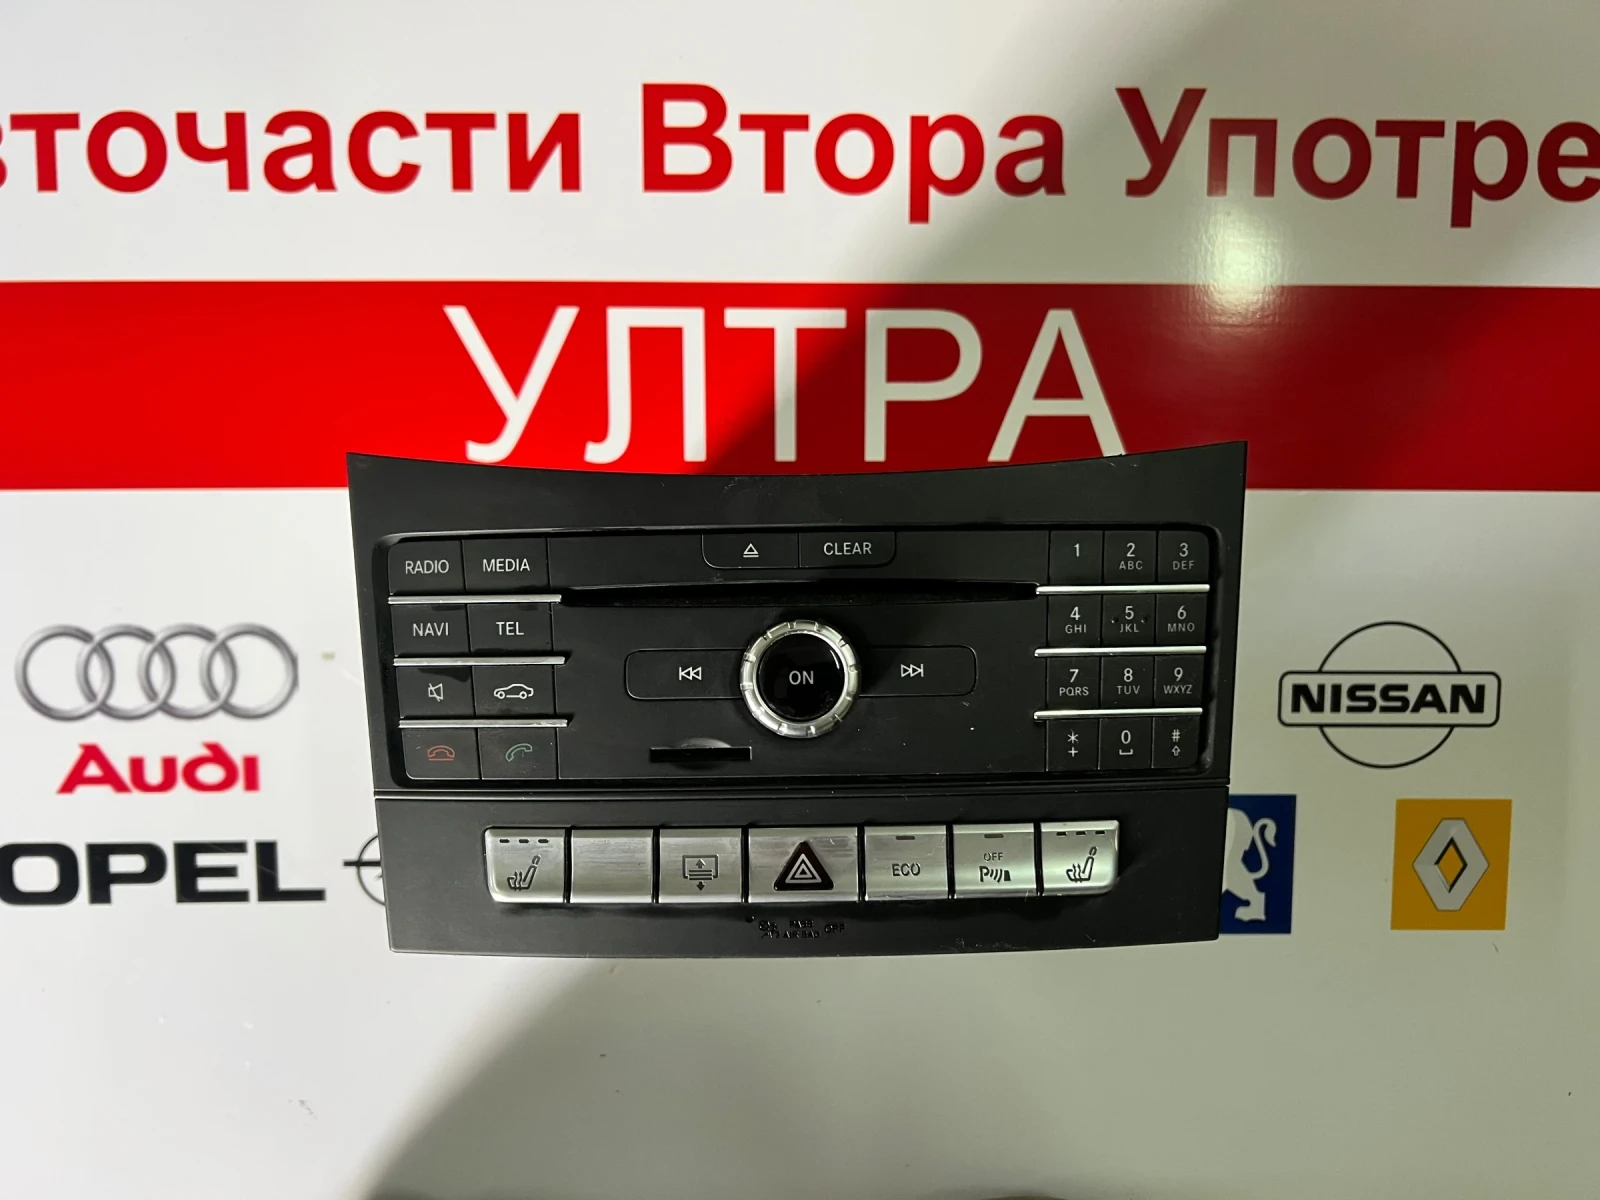 вточасти Втора Употре
УЛТРА
CLEAR
RADIO MEDIA
1 2 ABC 3 DEF
NAVI TEL
4 GHI 5 JKL 6 MNO
ON
7 PQRS 8 TUV 9 WXYZ
* + 0 #
ECO
OFF
P
Audi
OPEL
NISSAN